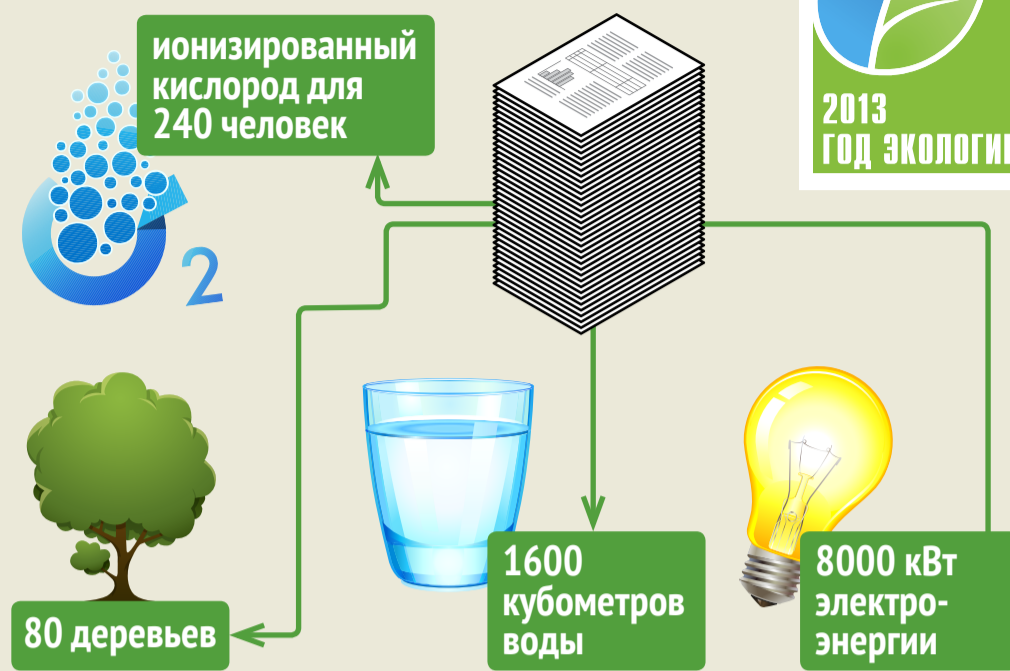 ионизированный
кислород для
240 человек
2013
ГОД ЭКОЛОГИИ
2
1600
кубометров
воды
8000 кВт
электро-
энергии
80 деревьев